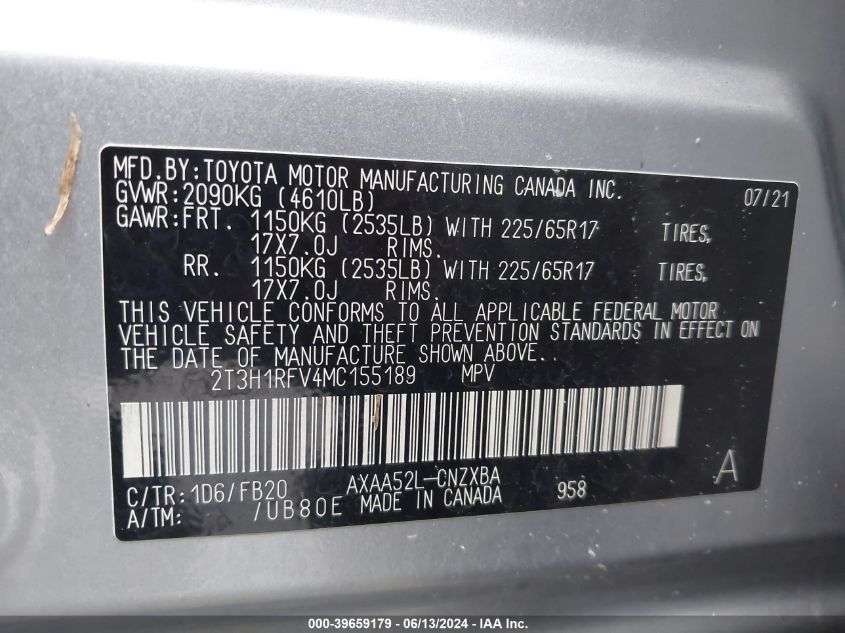 MFD.BY:TOYOTA MOTOR MANUFACTURING CANADA INC. 07/21
GVWR:2090KG (4610LB)
GAWR:FRT. 1150KG (2535LB) WITH 225/65R17 TIRES,
17X7.0J RIMS.
RR. 1150KG (2535LB) WITH 225/65R17 TIRES,
17X7.0J RIMS.
THIS VEHICLE CONFORMS TO ALL APPLICABLE FEDERAL MOTOR
VEHICLE SAFETY AND THEFT PREVENTION STANDARDS IN EFFECT ON
THE DATE OF MANUFACTURE SHOWN ABOVE.
2T3H1RFV4MC155189 MPV
C/TR:1D6/FB20 AXAA52L-CNZXBA 958 A
A/TM: /UB80E MADE IN CANADA
000-39659179 - 06/13/2024 - IAA Inc.